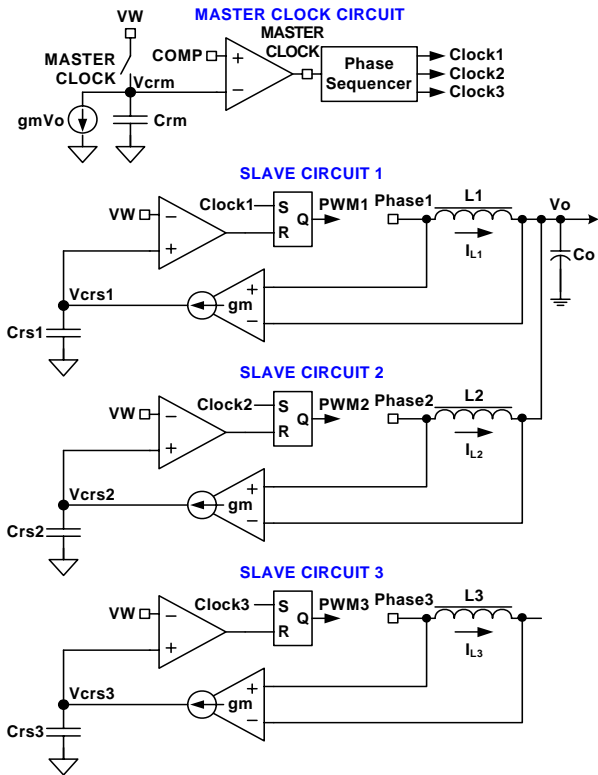 MASTER CLOCK CIRCUIT
VW
MASTER
CLOCK
COMP
MASTER
CLOCK
Vcrm
gmVo
Crm
+
−
Phase
Sequencer
Clock1
Clock2
Clock3
SLAVE CIRCUIT 1
VW
−
+
Clock1
S
R
Q
PWM1
Phase1
L1
IL1
Vo
Co
Vcrs1
Crs1
gm
+
−
SLAVE CIRCUIT 2
VW
−
+
Clock2
S
R
Q
PWM2
Phase2
L2
IL2
Vcrs2
Crs2
gm
+
−
SLAVE CIRCUIT 3
VW
−
+
Clock3
S
R
Q
PWM3
Phase3
L3
IL3
Vcrs3
Crs3
gm
+
−